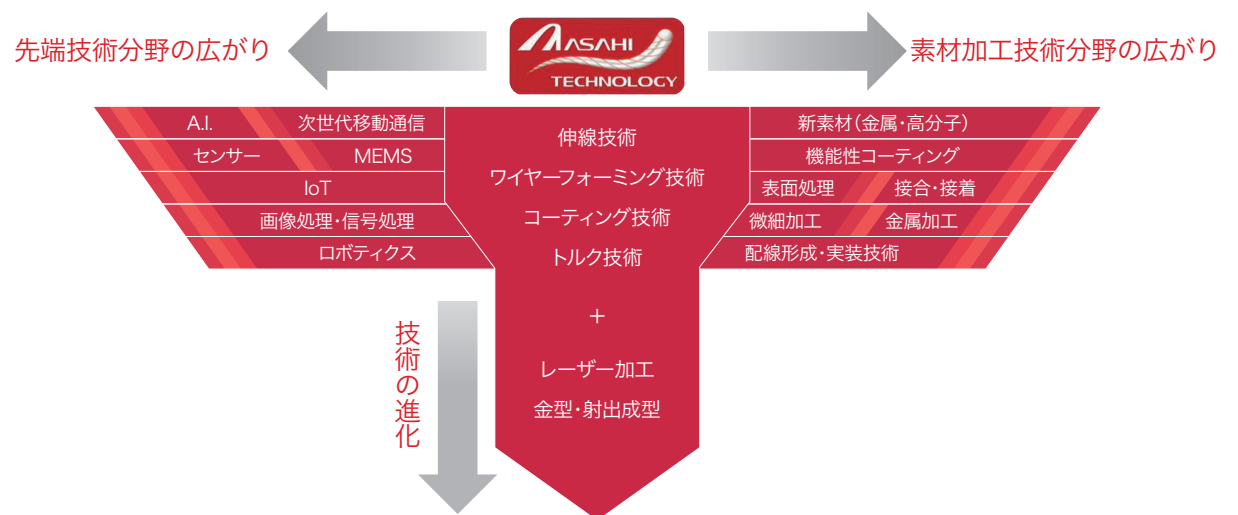 先端技術分野の広がり
ASAHI
TECHNOLOGY
素材加工技術分野の広がり
A.I. 次世代移動通信
センサー MEMS
IoT
画像処理・信号処理
ロボティクス
伸線技術
ワイヤーフォーミング技術
コーティング技術
トルク技術
+
レーザー加工
金型・射出成型
新素材(金属・高分子)
機能性コーティング
表面処理 接合・接着
微細加工 金属加工
配線形成・実装技術
技術の進化